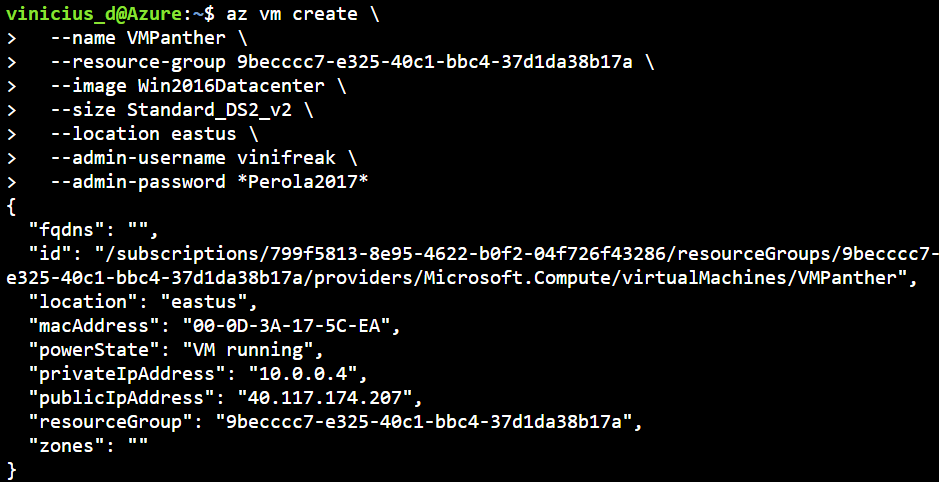 vinicius_d@Azure:~$ az vm create \
>   --name VMPanther \
>   --resource-group 9becccc7-e325-40c1-bbc4-37d1da38b17a \
>   --image Win2016Datacenter \
>   --size Standard_DS2_v2 \
>   --location eastus \
>   --admin-username vinifreak \
>   --admin-password *Perola2017*
{
  "fqdns": "",
  "id": "/subscriptions/799f5813-8e95-4622-b0f2-04f726f43286/resourceGroups/9becccc7-
e325-40c1-bbc4-37d1da38b17a/providers/Microsoft.Compute/virtualMachines/VMPanther",
  "location": "eastus",
  "macAddress": "00-0D-3A-17-5C-EA",
  "powerState": "VM running",
  "privateIpAddress": "10.0.0.4",
  "publicIpAddress": "40.117.174.207",
  "resourceGroup": "9becccc7-e325-40c1-bbc4-37d1da38b17a",
  "zones": ""
}